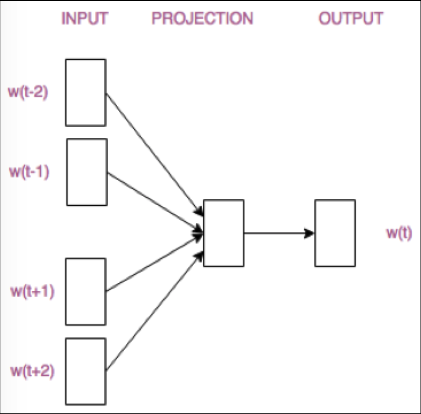 INPUT PROJECTION OUTPUT
w(t-2)
w(t-1)
w(t)
w(t+1)
w(t+2)